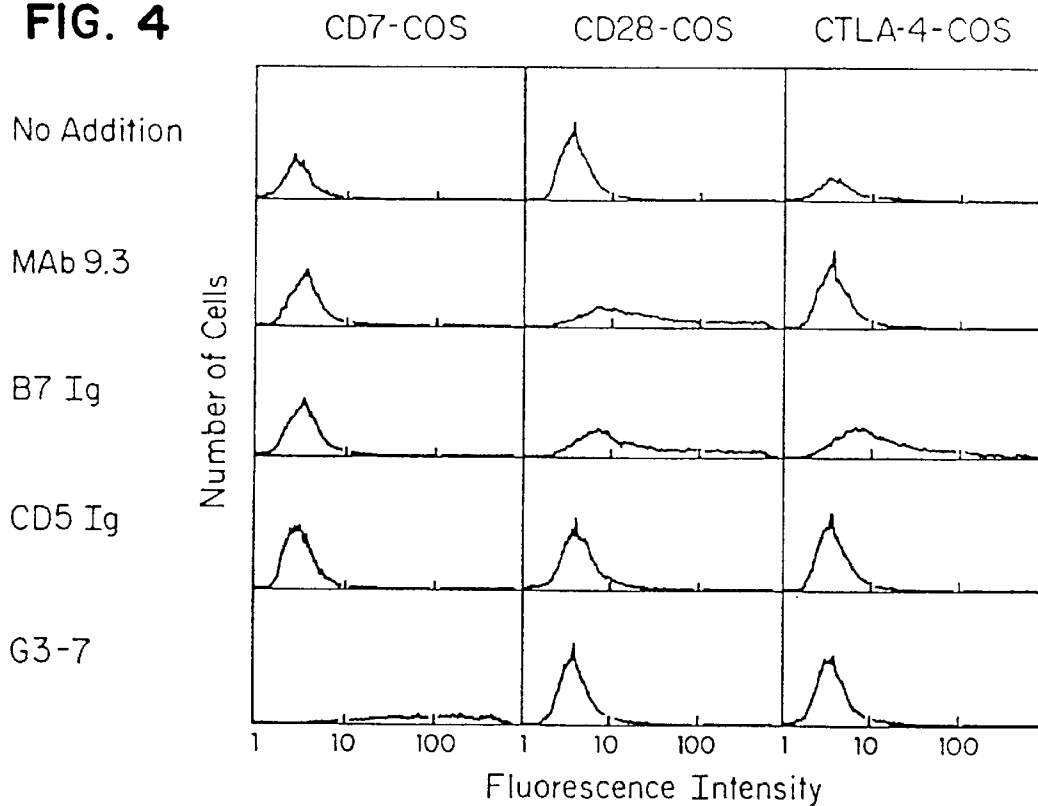 FIG. 4
CD7-COS CD28-COS CTLA-4-COS
No Addition
MAb 9.3
B7 Ig
CD5 Ig
G3-7
Number of Cells
1 10 100 1 10 100 1 10 100
Fluorescence Intensity